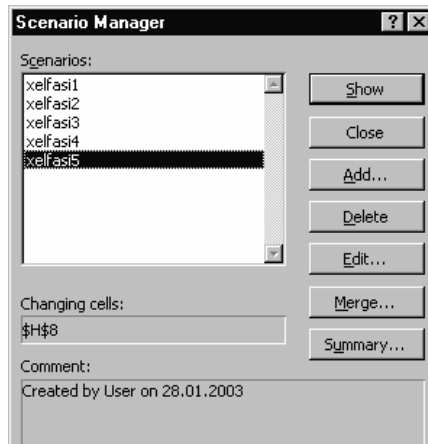 Scenario Manager
Scenarios:
xelfasi1
xelfasi2
xelfasi3
xelfasi4
xelfasi5
Show
Close
Add...
Delete
Edit...
Merge...
Summary...
Changing cells:
$H$8
Comment:
Created by User on 28.01.2003